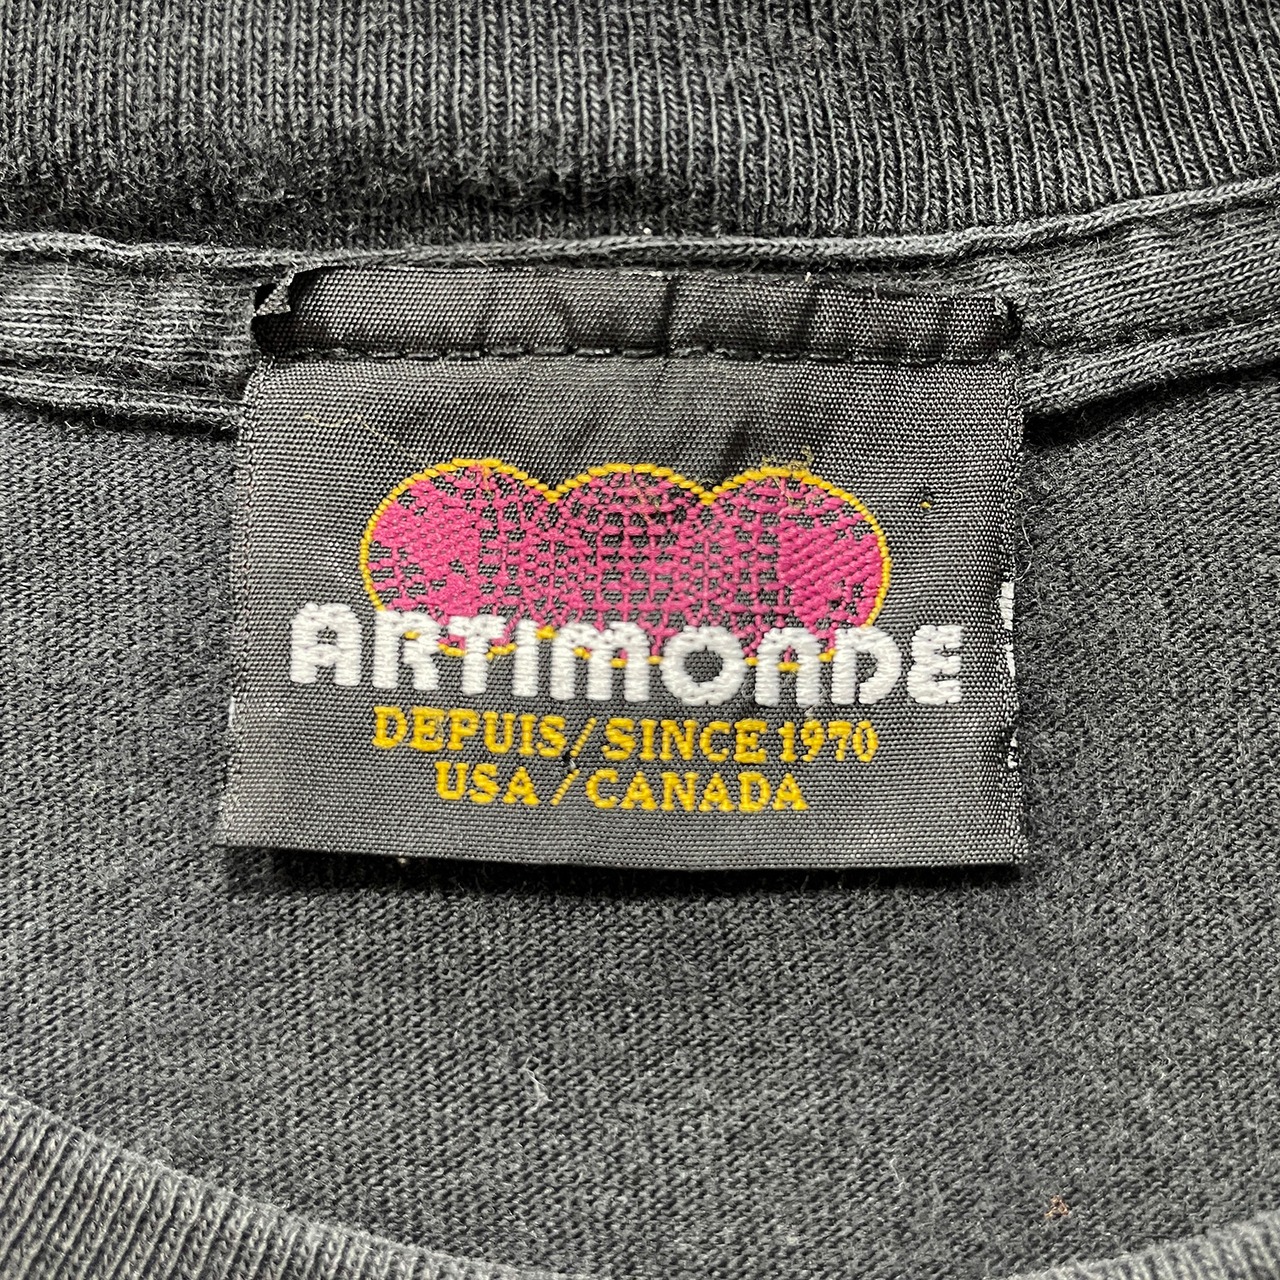 ARTIMONDE
DEPUIS/SINCE 1970
USA/CANADA